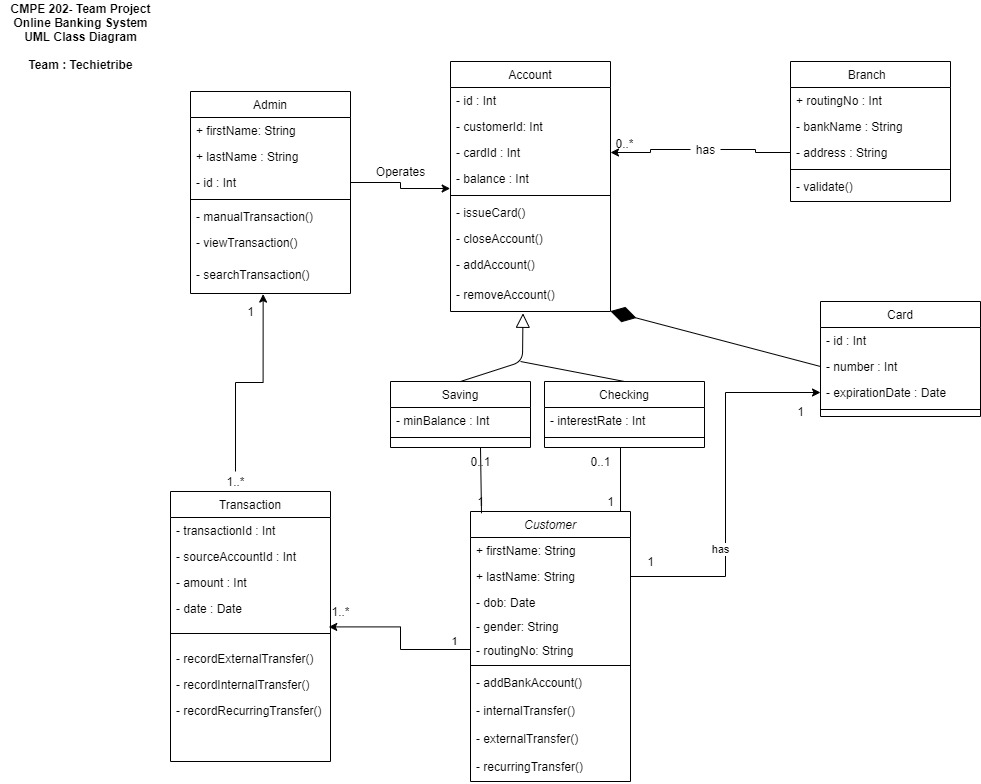 CMPE 202- Team Project
Online Banking System
UML Class Diagram
Team : Techietribe
Admin
+ firstName: String
+ lastName : String
- id : Int
- manualTransaction()
- viewTransaction()
- searchTransaction()
Operates
Account
- id : Int
- customerId: Int
- cardId : Int
- balance : Int
- issueCard()
- closeAccount()
- addAccount()
- removeAccount()
0..*
has
Branch
+ routingNo : Int
- bankName : String
- address : String
- validate()
Card
- id : Int
- number : Int
- expirationDate : Date
1
Saving
- minBalance : Int
Checking
- interestRate : Int
0..1
0..1
1
1
1
1..*
Transaction
- transactionId : Int
- sourceAccountId : Int
- amount : Int
- date : Date
- recordExternalTransfer()
- recordInternalTransfer()
- recordRecurringTransfer()
1..*
1
Customer
+ firstName: String
+ lastName: String
- dob: Date
- gender: String
- routingNo: String
- addBankAccount()
- internalTransfer()
- externalTransfer()
- recurringTransfer()
1
has